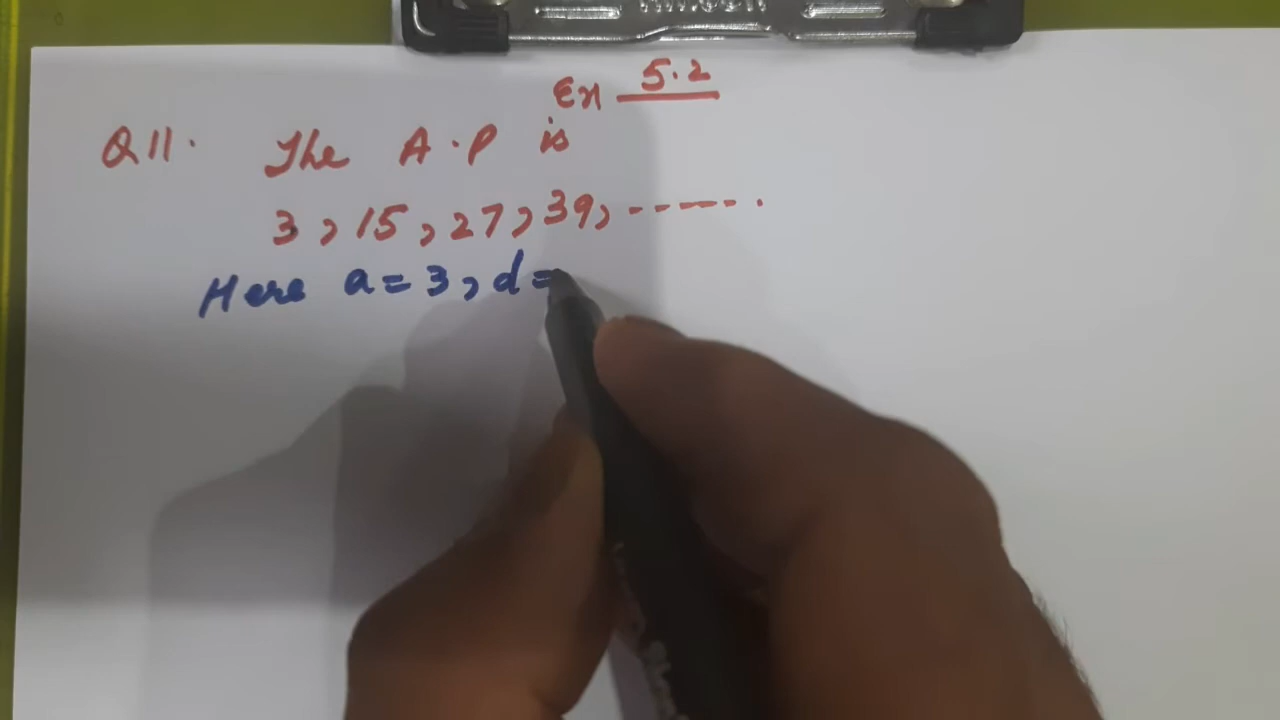 Ex 5.2
Q11. The A.P is
3, 15, 27, 39, -------.
Here a = 3, d =